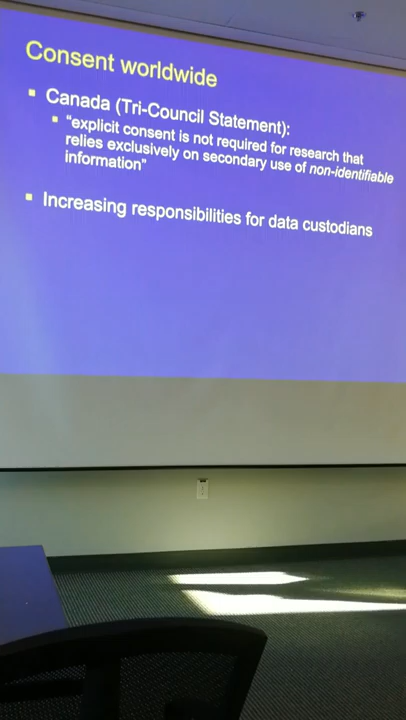 Consent worldwide
Canada (Tri-Council Statement):
"explicit consent is not required for research that
relies exclusively on secondary use of non-identifiable
information"
Increasing responsibilities for data custodians